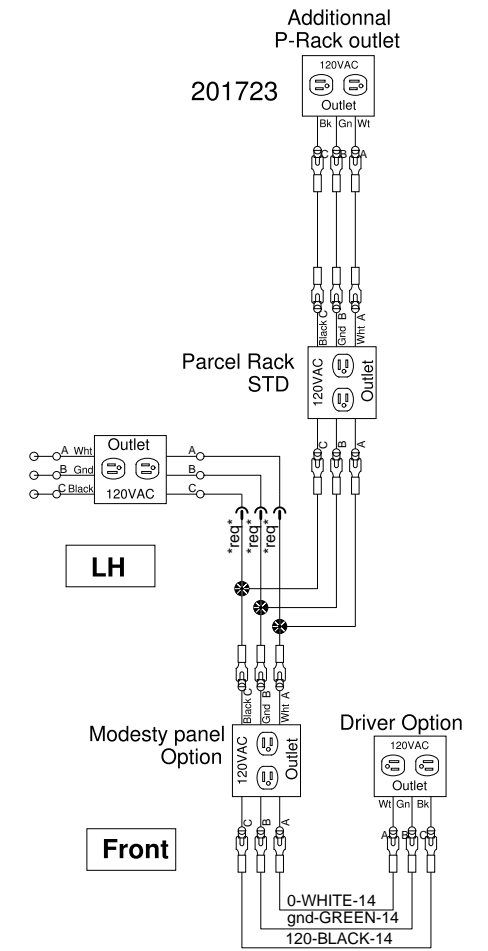 Additionnal
P-Rack outlet
201723
120VAC
Outlet
Bk Gn Wt
C B A
Black C
Gnd B
Wht A
Parcel Rack
STD
120VAC
Outlet
C B A
A Wht
B Gnd
C Black
Outlet
120VAC
A
B
C
*req* *req* *req*
LH
Black C
Gnd B
Wht A
Modesty panel
Option
120VAC
Outlet
C B A
Driver Option
120VAC
Outlet
Wt Gn Bk
A B C
Front
0-WHITE-14
gnd-GREEN-14
120-BLACK-14